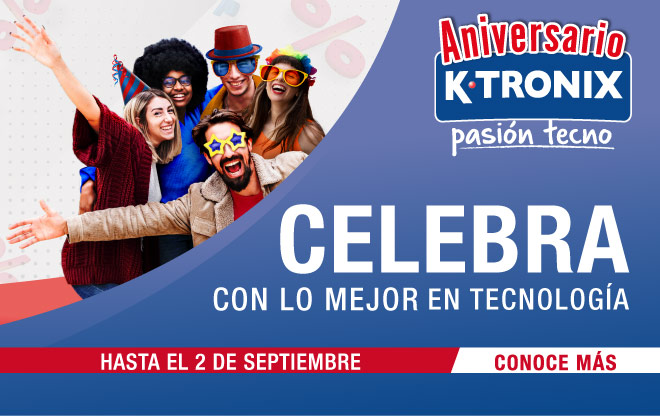 Aniversario
K•TRONIX
pasión tecno
CELEBRA
CON LO MEJOR EN TECNOLOGÍA
HASTA EL 2 DE SEPTIEMBRE
CONOCE MÁS